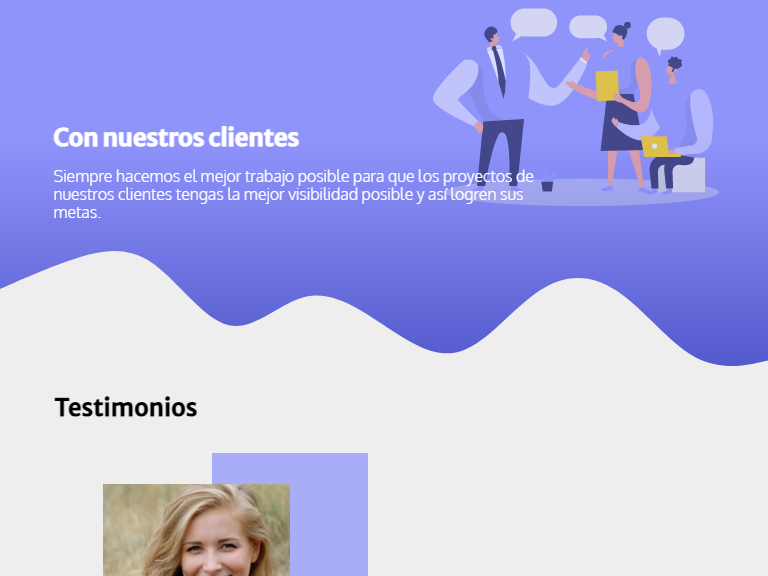 Con nuestros clientes
Siempre hacemos el mejor trabajo posible para que los proyectos de
nuestros clientes tengas la mejor visibilidad posible y así logren sus
metas.
Testimonios